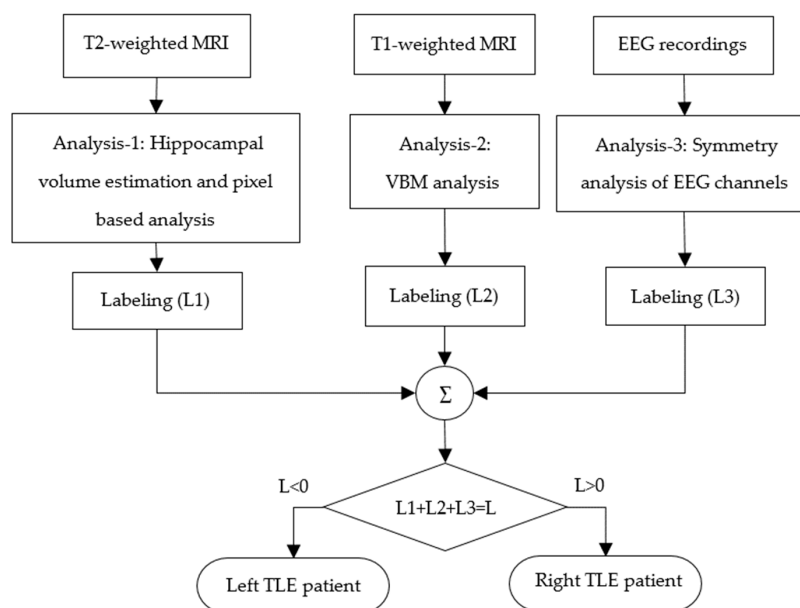 T2-weighted MRI
T1-weighted MRI
EEG recordings
Analysis-1: Hippocampal
volume estimation and pixel
based analysis
Analysis-2:
VBM analysis
Analysis-3: Symmetry
analysis of EEG channels
Labeling (L1)
Labeling (L2)
Labeling (L3)
Σ
L<0
L>0
L1+L2+L3=L
Left TLE patient
Right TLE patient